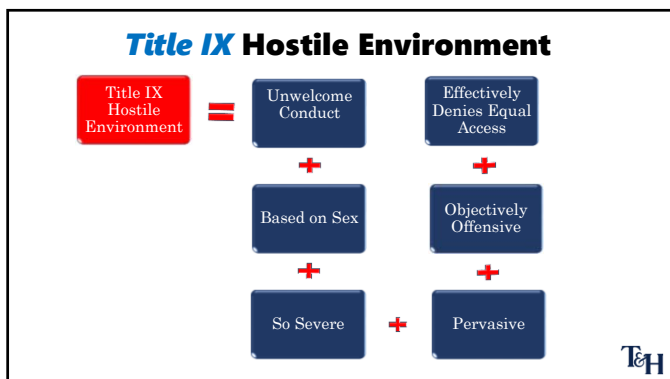 Title IX Hostile Environment
Title IX
Hostile
Environment
=
Unwelcome
Conduct
+
Based on Sex
+
So Severe
+
Pervasive
+
Objectively
Offensive
+
Effectively
Denies Equal
Access
T&H